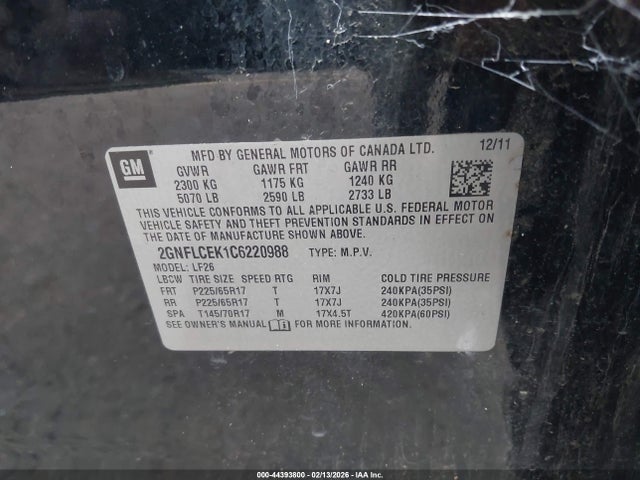 GM
MFD BY GENERAL MOTORS OF CANADA LTD. 12/11
GVWR GAWR FRT GAWR RR
2300 KG 1175 KG 1240 KG
5070 LB 2590 LB 2733 LB
THIS VEHICLE CONFORMS TO ALL APPLICABLE U.S. FEDERAL MOTOR
VEHICLE SAFETY AND THEFT PREVENTION STANDARDS IN EFFECT ON
THE DATE OF MANUFACTURE SHOWN ABOVE.
2GNFLCEK1C6220988 TYPE: M.P.V.
MODEL: LF26
LBCW TIRE SIZE SPEED RTG RIM COLD TIRE PRESSURE
FRT P225/65R17 T 17X7J 240KPA(35PSI)
RR P225/65R17 T 17X7J 240KPA(35PSI)
SPA T145/70R17 M 17X4.5T 420KPA(60PSI)
SEE OWNER'S MANUAL FOR MORE INFORMATION.
000-44393800 - 02/13/2026 - COPART/IAA